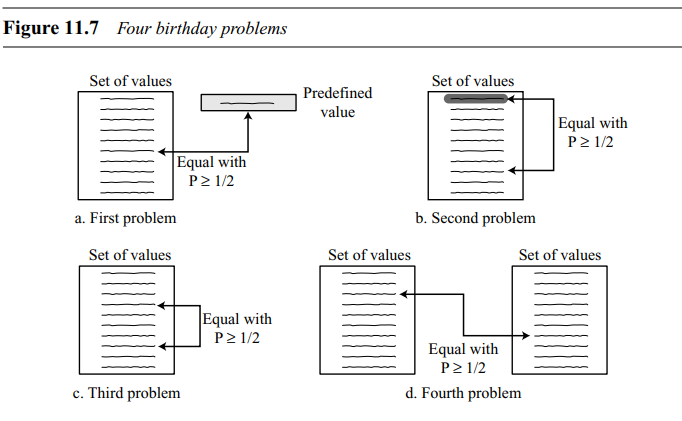 Figure 11.7 Four birthday problems
Set of values
Predefined
value
Equal with
P ≥ 1/2
a. First problem
Set of values
Equal with
P ≥ 1/2
b. Second problem
Set of values
Equal with
P ≥ 1/2
c. Third problem
Set of values
Set of values
Equal with
P ≥ 1/2
d. Fourth problem